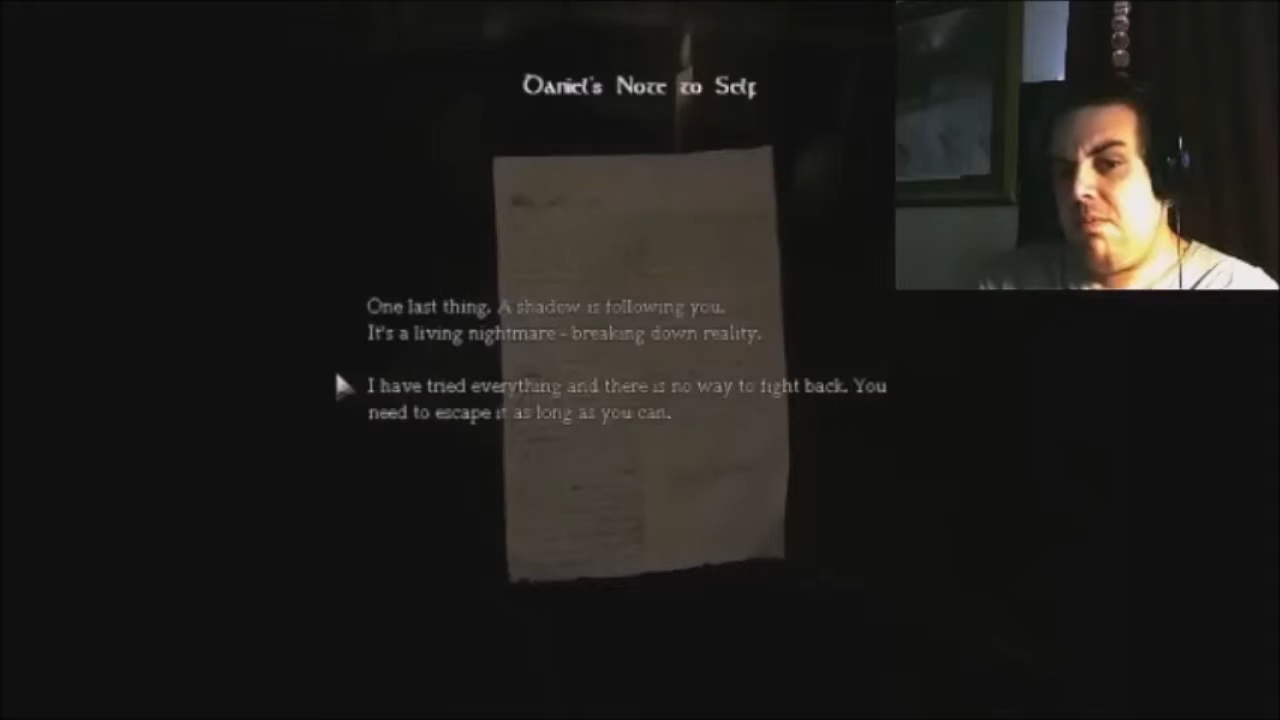 Daniel's Note to Self
One last thing. A shadow is following you.
It's a living nightmare - breaking down reality.
I have tried everything and there is no way to fight back. You
need to escape it as long as you can.